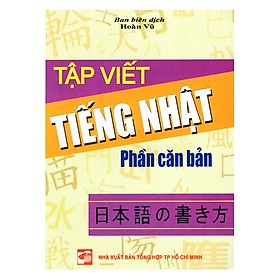 Ban biên dịch
Hoàn Vũ
TẬP VIẾT
TIẾNG NHẬT
Phần căn bản
日本語の書き方
NHÀ XUẤT BẢN TỔNG HỢP TP HỒ CHÍ MINH